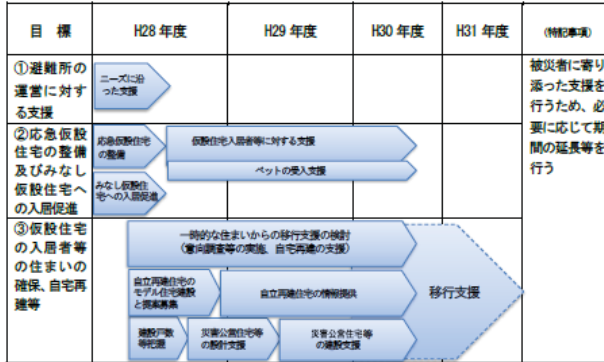 目　標
H28 年度
H29 年度
H30 年度
H31 年度
(特記事項)
①避難所の
運営に対す
る支援
ニーズに沿
った支援
被災者に寄り
添った支援を
行うため、必
要に応じて期
間の延長等を
行う
②応急仮設
住宅の整備
及びみなし
仮設住宅へ
の入居促進
応急仮設住宅
の整備
仮設住宅入居者等に対する支援
ペットの受入支援
みなし仮設住
宅への入居促進
③仮設住宅
の入居者等
の住まいの
確保、自宅再
建等
一時的な住まいからの移行支援の検討
(意向調査等の実施、自宅再建の支援)
自立再建住宅の
モデル住宅建設
と提案募集
自立再建住宅の情報提供
移行支援
建設戸数
等把握
災害公営住宅等
の設計支援
災害公営住宅等
の建設支援